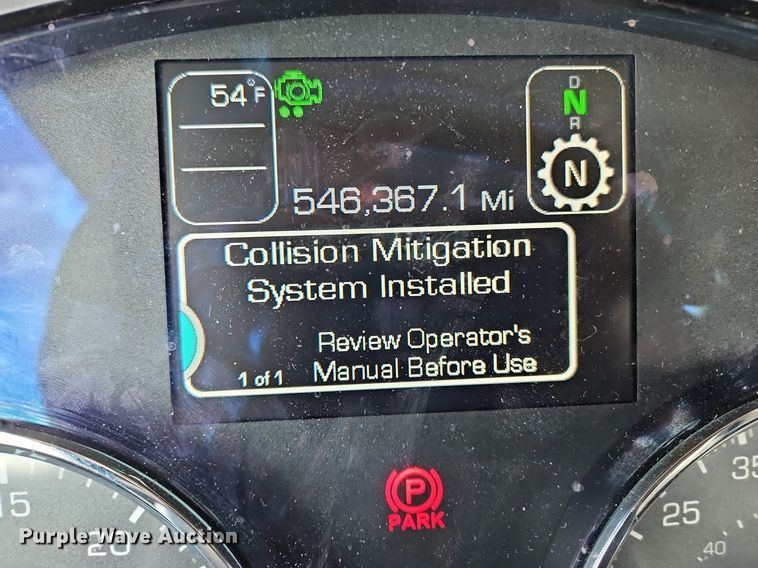 54°F
D
N
R
N
546,367.1 Mi
Collision Mitigation
System Installed
Review Operator's
1 of 1 Manual Before Use
P
PARK
15
20
25
35
40
Purple Wave Auction